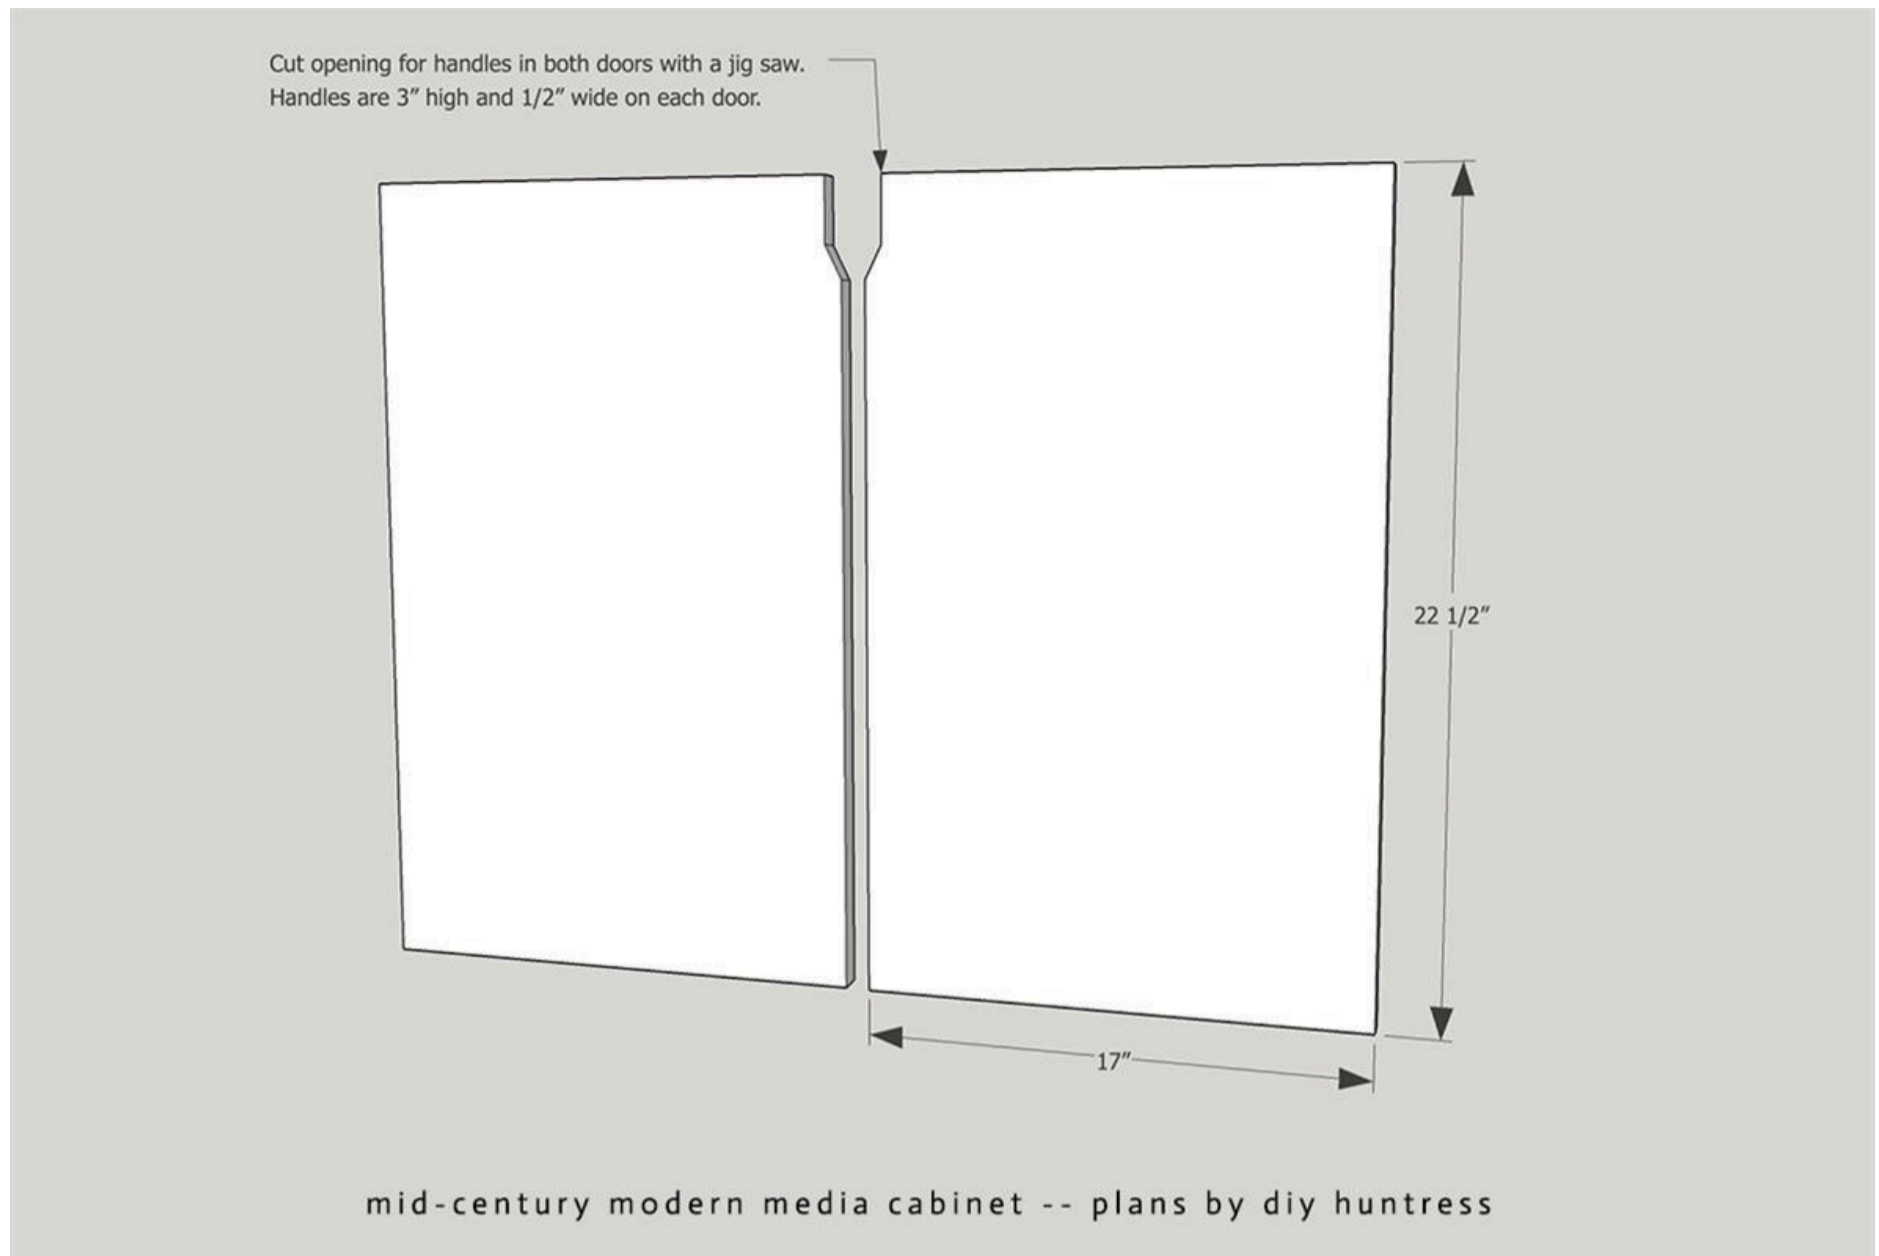 Cut opening for handles in both doors with a jig saw.
Handles are 3” high and 1/2” wide on each door.
22 1/2”
17”
mid-century modern media cabinet -- plans by diy huntress